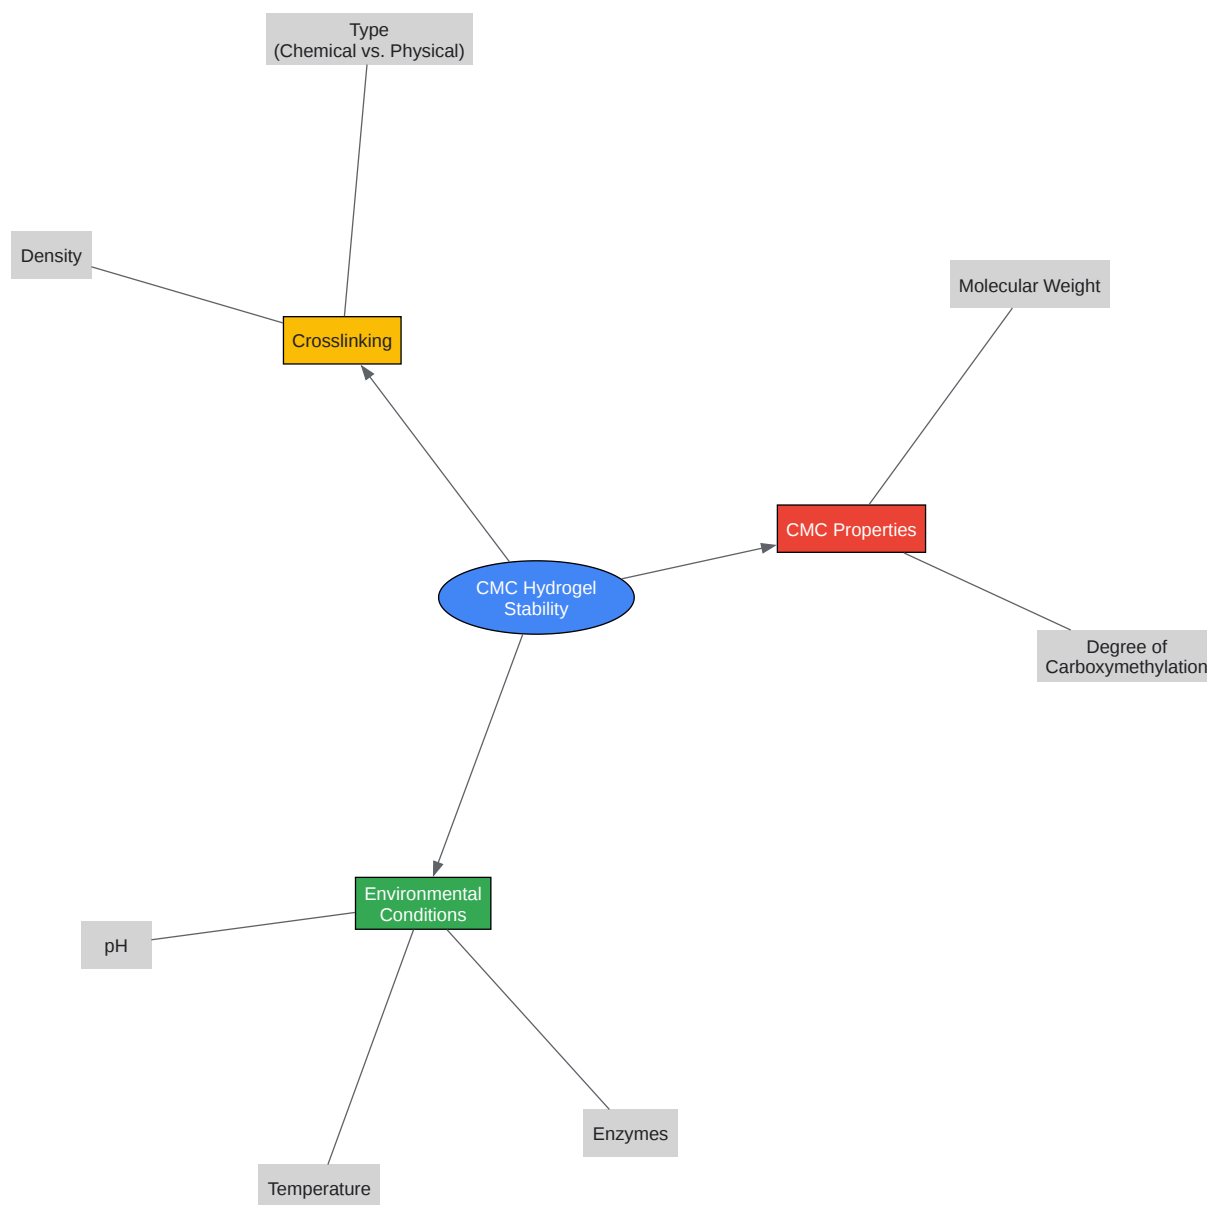 Type
(Chemical vs. Physical)
Density
Molecular Weight
Crosslinking
CMC Properties
CMC Hydrogel
Stability
Degree of
Carboxymethylation
Environmental
Conditions
pH
Enzymes
Temperature